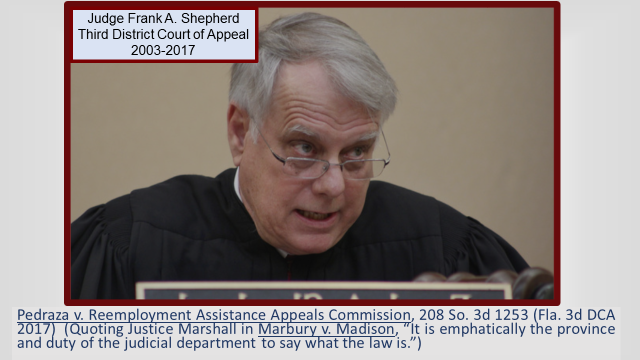 Judge Frank A. Shepherd
Third District Court of Appeal
2003-2017
Pedraza v. Reemployment Assistance Appeals Commission, 208 So. 3d 1253 (Fla. 3d DCA
2017) (Quoting Justice Marshall in Marbury v. Madison, “It is emphatically the province
and duty of the judicial department to say what the law is.”)